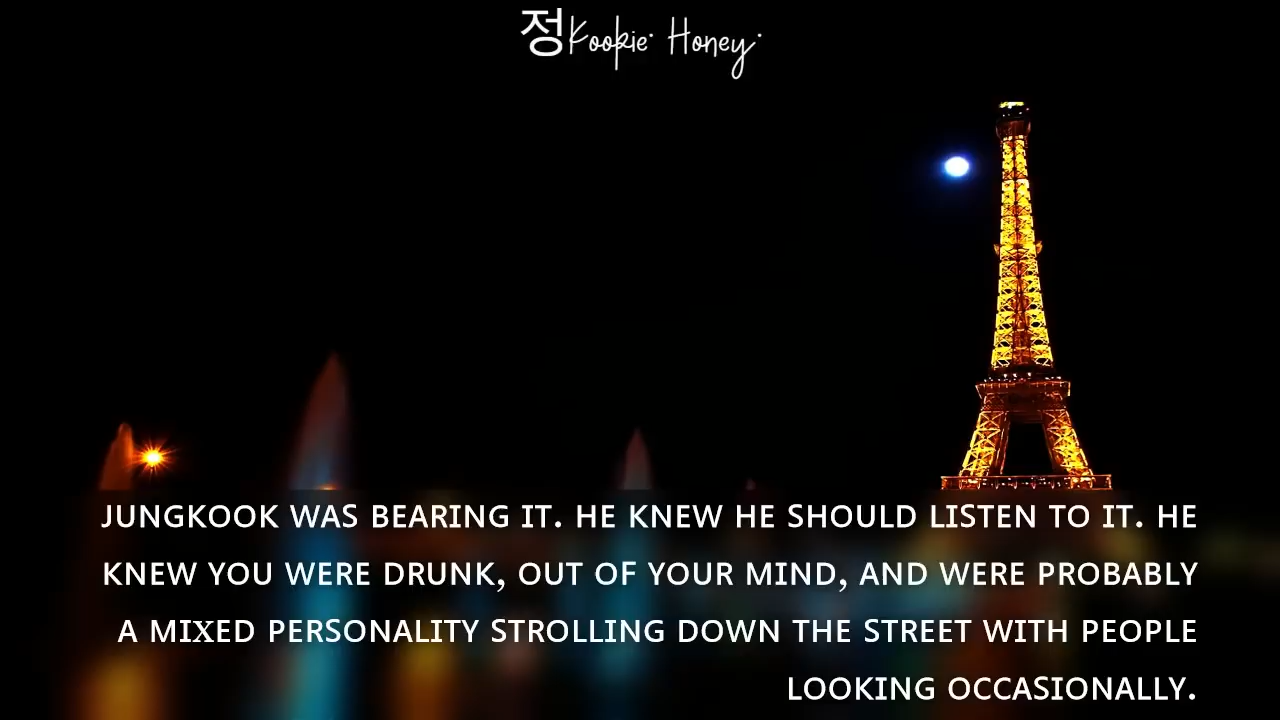 정Kookie Honey
JUNGKOOK WAS BEARING IT. HE KNEW HE SHOULD LISTEN TO IT. HE
KNEW YOU WERE DRUNK, OUT OF YOUR MIND, AND WERE PROBABLY
A MIXED PERSONALITY STROLLING DOWN THE STREET WITH PEOPLE
LOOKING OCCASIONALLY.